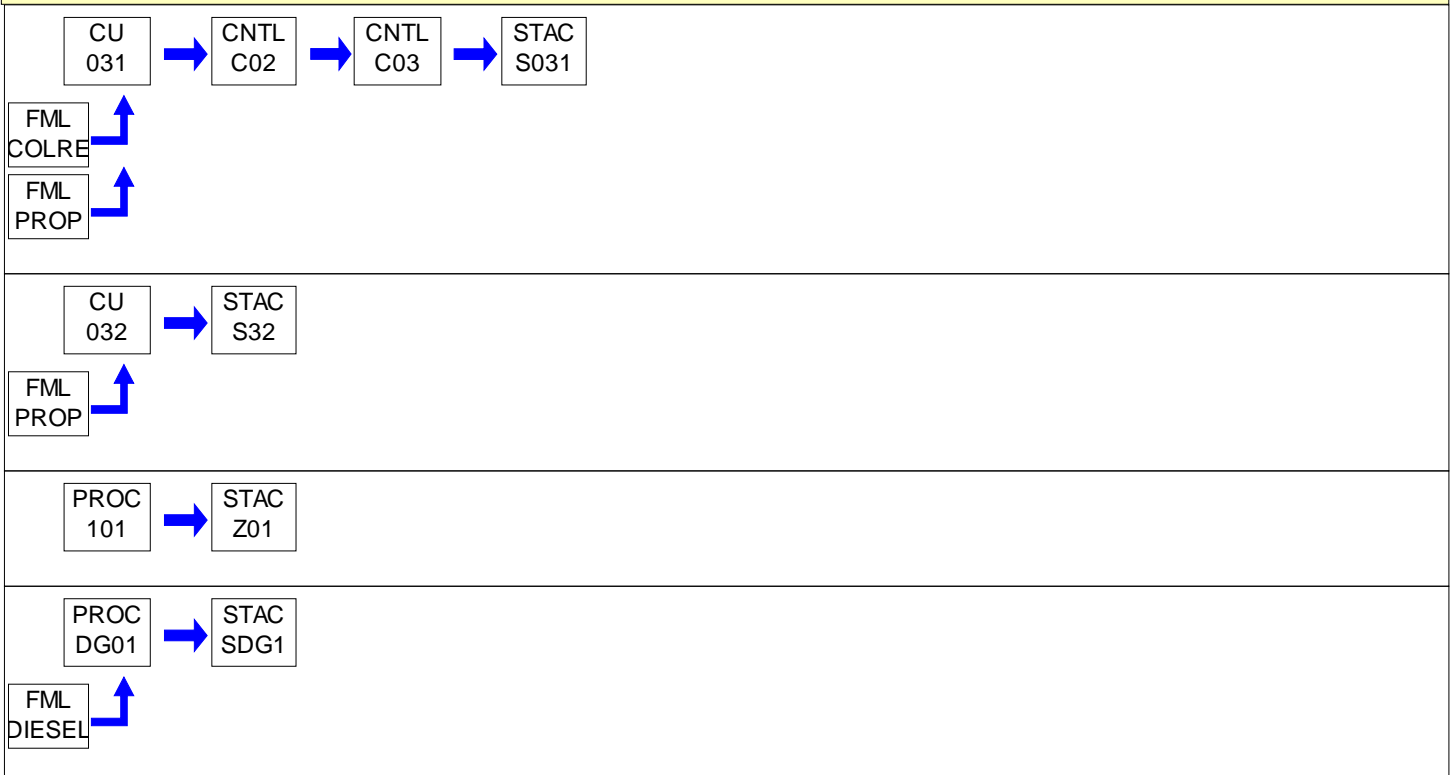 CU
031
CNTL
C02
CNTL
C03
STAC
S031
FML
COLRE
FML
PROP
CU
032
STAC
S32
FML
PROP
PROC
101
STAC
Z01
PROC
DG01
STAC
SDG1
FML
DIESEL